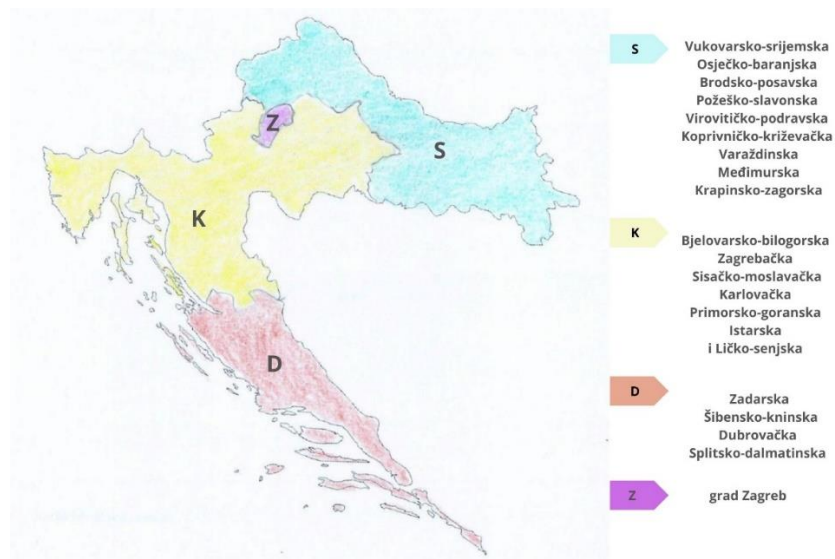 Z
S
K
D
S
Vukovarsko-srijemska
Osječko-baranjska
Brodsko-posavska
Požeško-slavonska
Virovitičko-podravska
Koprivničko-križevačka
Varaždinska
Međimurska
Krapinsko-zagorska
K
Bjelovarsko-bilogorska
Zagrebačka
Sisačko-moslavačka
Karlovačka
Primorsko-goranska
Istarska
i Ličko-senjska
D
Zadarska
Šibensko-kninska
Dubrovačka
Splitsko-dalmatinska
Z
grad Zagreb